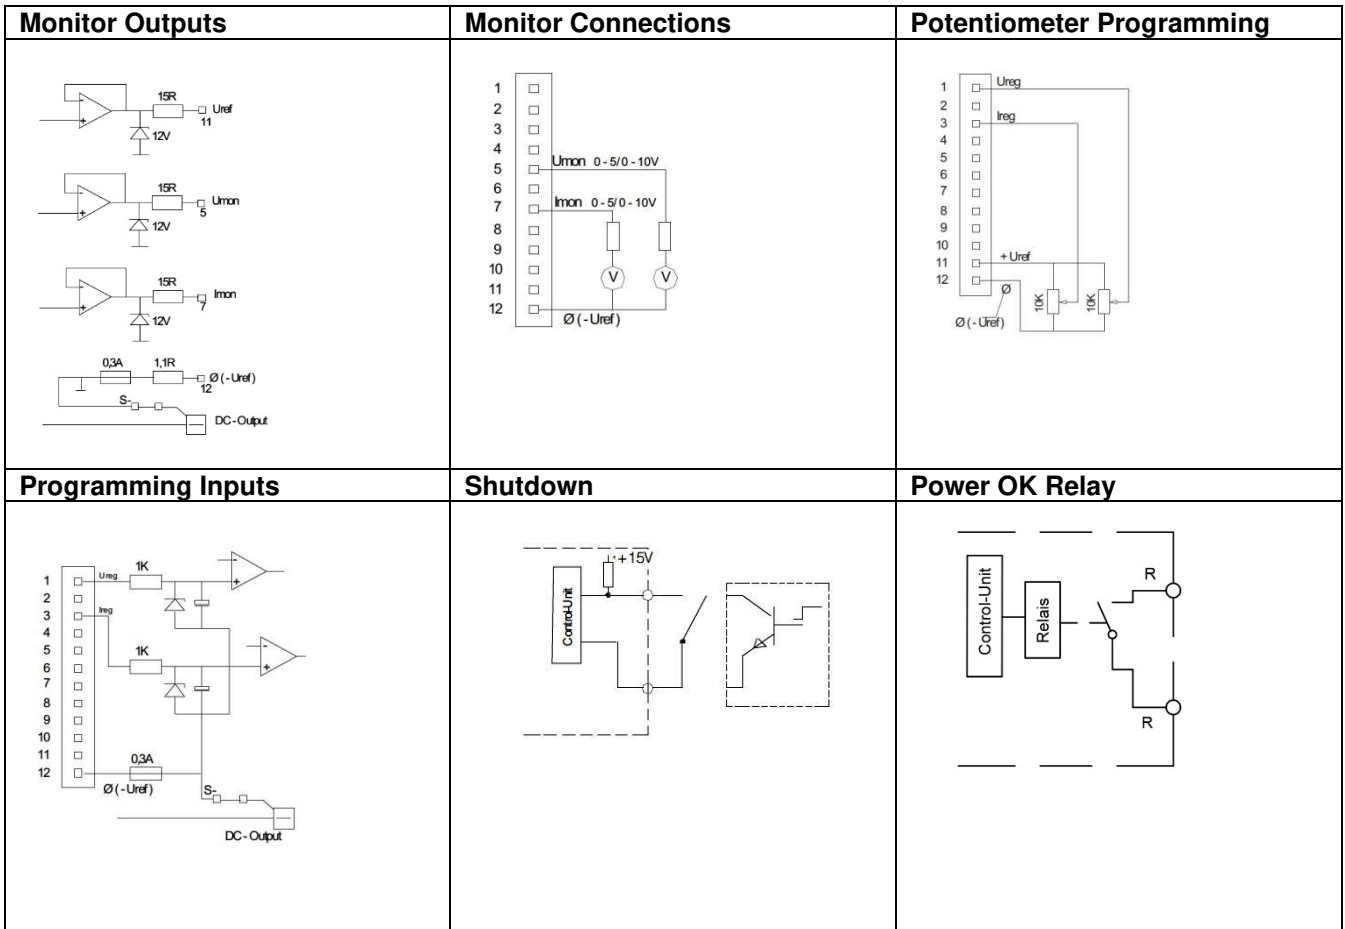 Monitor Outputs
15R
Uref
11
12V
15R
Umon
5
12V
15R
Imon
7
12V
0,3A 1,1R
Ø (-Uref)
12
S-
DC-Output
Monitor Connections
1
2
3
4
5
6
7
8
9
10
11
12
Umon 0 - 5/0 - 10V
Imon 0 - 5/0 - 10V
V V
Ø (-Uref)
Potentiometer Programming
1
2
3
4
5
6
7
8
9
10
11
12
Ureg
Ireg
+ Uref
Ø
10K 10K
Ø (-Uref)
Programming Inputs
1
2
3
4
5
6
7
8
9
10
11
12
Ureg
1K
Ireg
1K
0,3A
Ø (-Uref)
S-
DC-Output
Shutdown
+15V
Control-Unit
Power OK Relay
Control-Unit
Relais
R
R